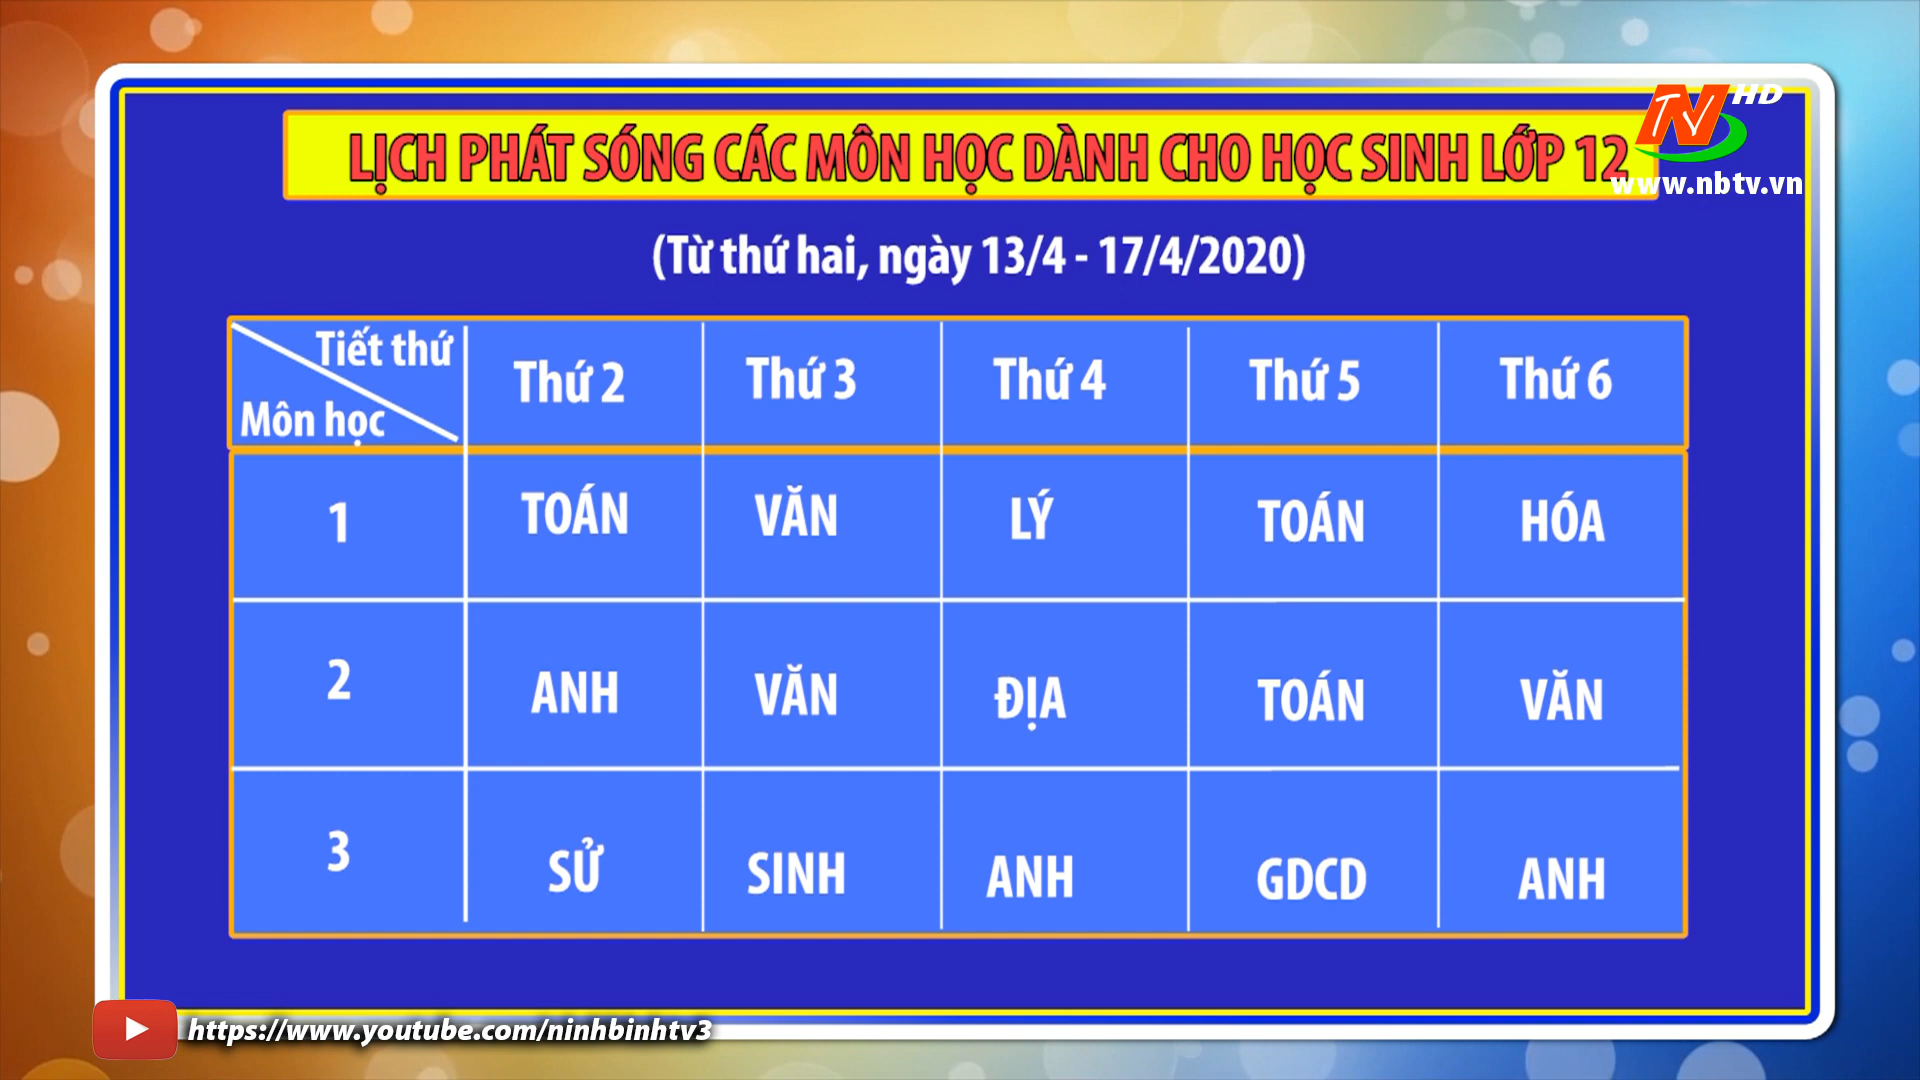 LỊCH PHÁT SÓNG CÁC MÔN HỌC DÀNH CHO HỌC SINH LỚP 12
NTV HD
www.nbtv.vn
(Từ thứ hai, ngày 13/4 - 17/4/2020)
Tiết thứ
Môn học
Thứ 2 Thứ 3 Thứ 4 Thứ 5 Thứ 6
1 TOÁN VĂN LÝ TOÁN HÓA
2 ANH VĂN ĐỊA TOÁN VĂN
3 SỬ SINH ANH GDCD ANH
https://www.youtube.com/ninhbinhtv3